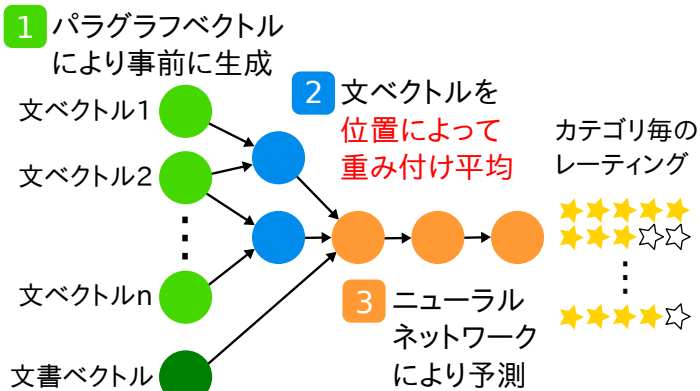 1 パラグラフベクトル
により事前に生成
文ベクトル1
2 文ベクトルを
位置によって
重み付け平均
カテゴリ毎の
レーティング
文ベクトル2
文ベクトルn
3 ニューラル
ネットワーク
により予測
文書ベクトル